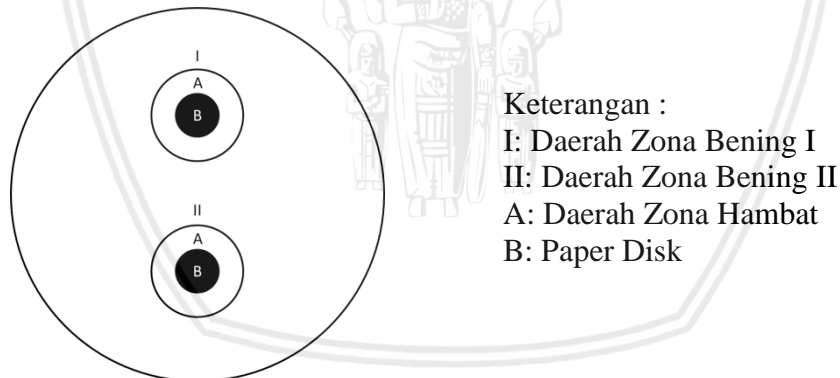 I
A
B
II
A
B
Keterangan :
I: Daerah Zona Bening I
II: Daerah Zona Bening II
A: Daerah Zona Hambat
B: Paper Disk